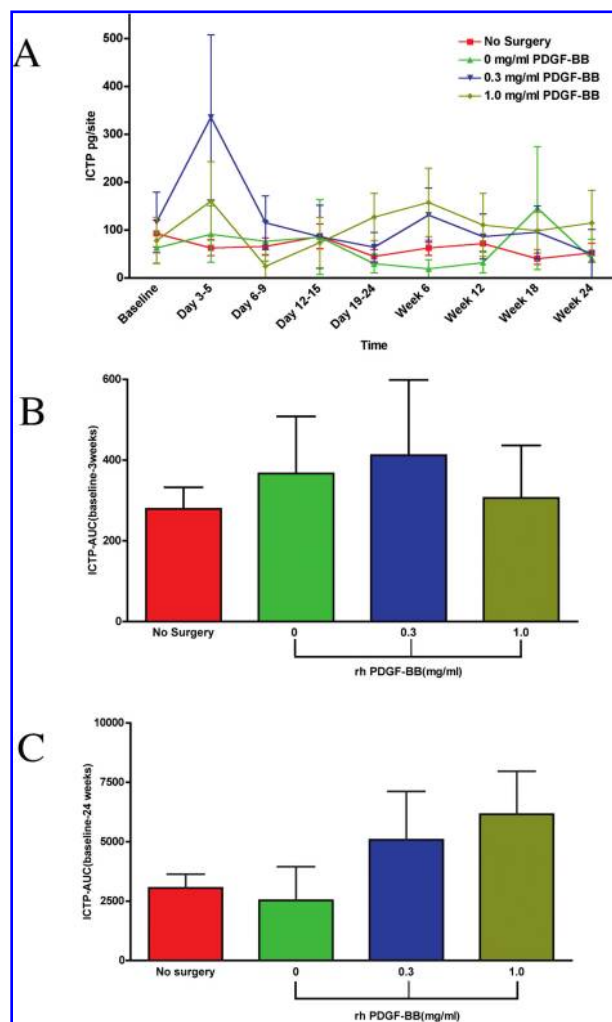 A
ICTP pg/site
500
400
300
200
100
0
No Surgery
0 mg/ml PDGF-BB
0.3 mg/ml PDGF-BB
1.0 mg/ml PDGF-BB
Baseline
Day 3-5
Day 6-9
Day 12-15
Day 19-24
Week 6
Week 12
Week 18
Week 24
Time
B
ICTP-AUC(baseline-3weeks)
600
400
200
0
No Surgery
0
0.3
1.0
rh PDGF-BB(mg/ml)
C
ICTP-AUC(baseline-24 weeks)
10000
7500
5000
2500
0
No surgery
0
0.3
1.0
rh PDGF-BB(mg/ml)